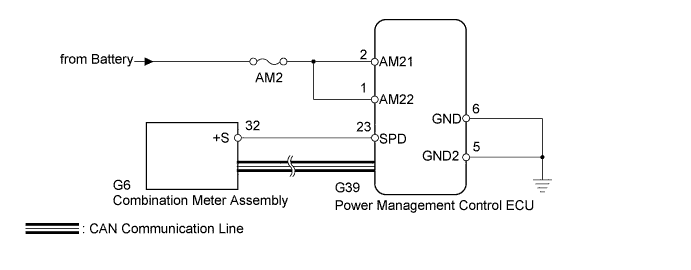 from Battery
AM2
2
AM21
1
AM22
6
GND
+S
32
23
SPD
5
GND2
G6
G39
Combination Meter Assembly
Power Management Control ECU
: CAN Communication Line